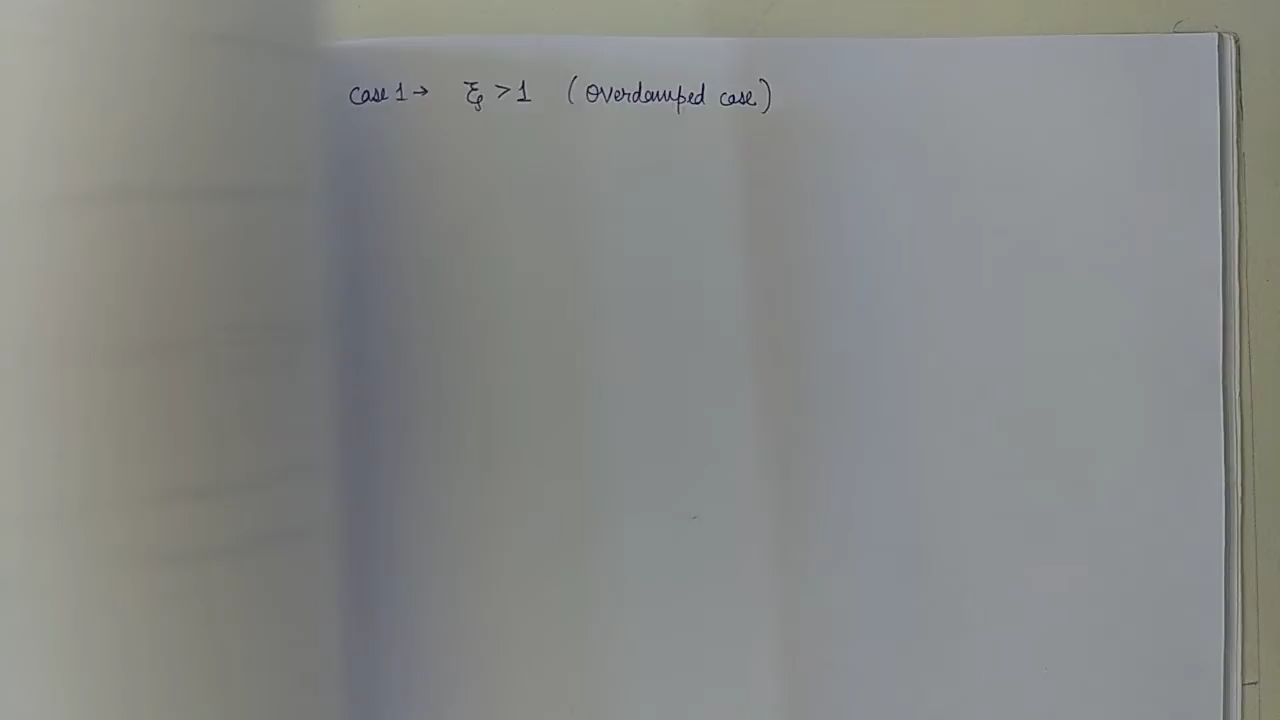 Case 1 → ξ > 1 (Overdamped case)